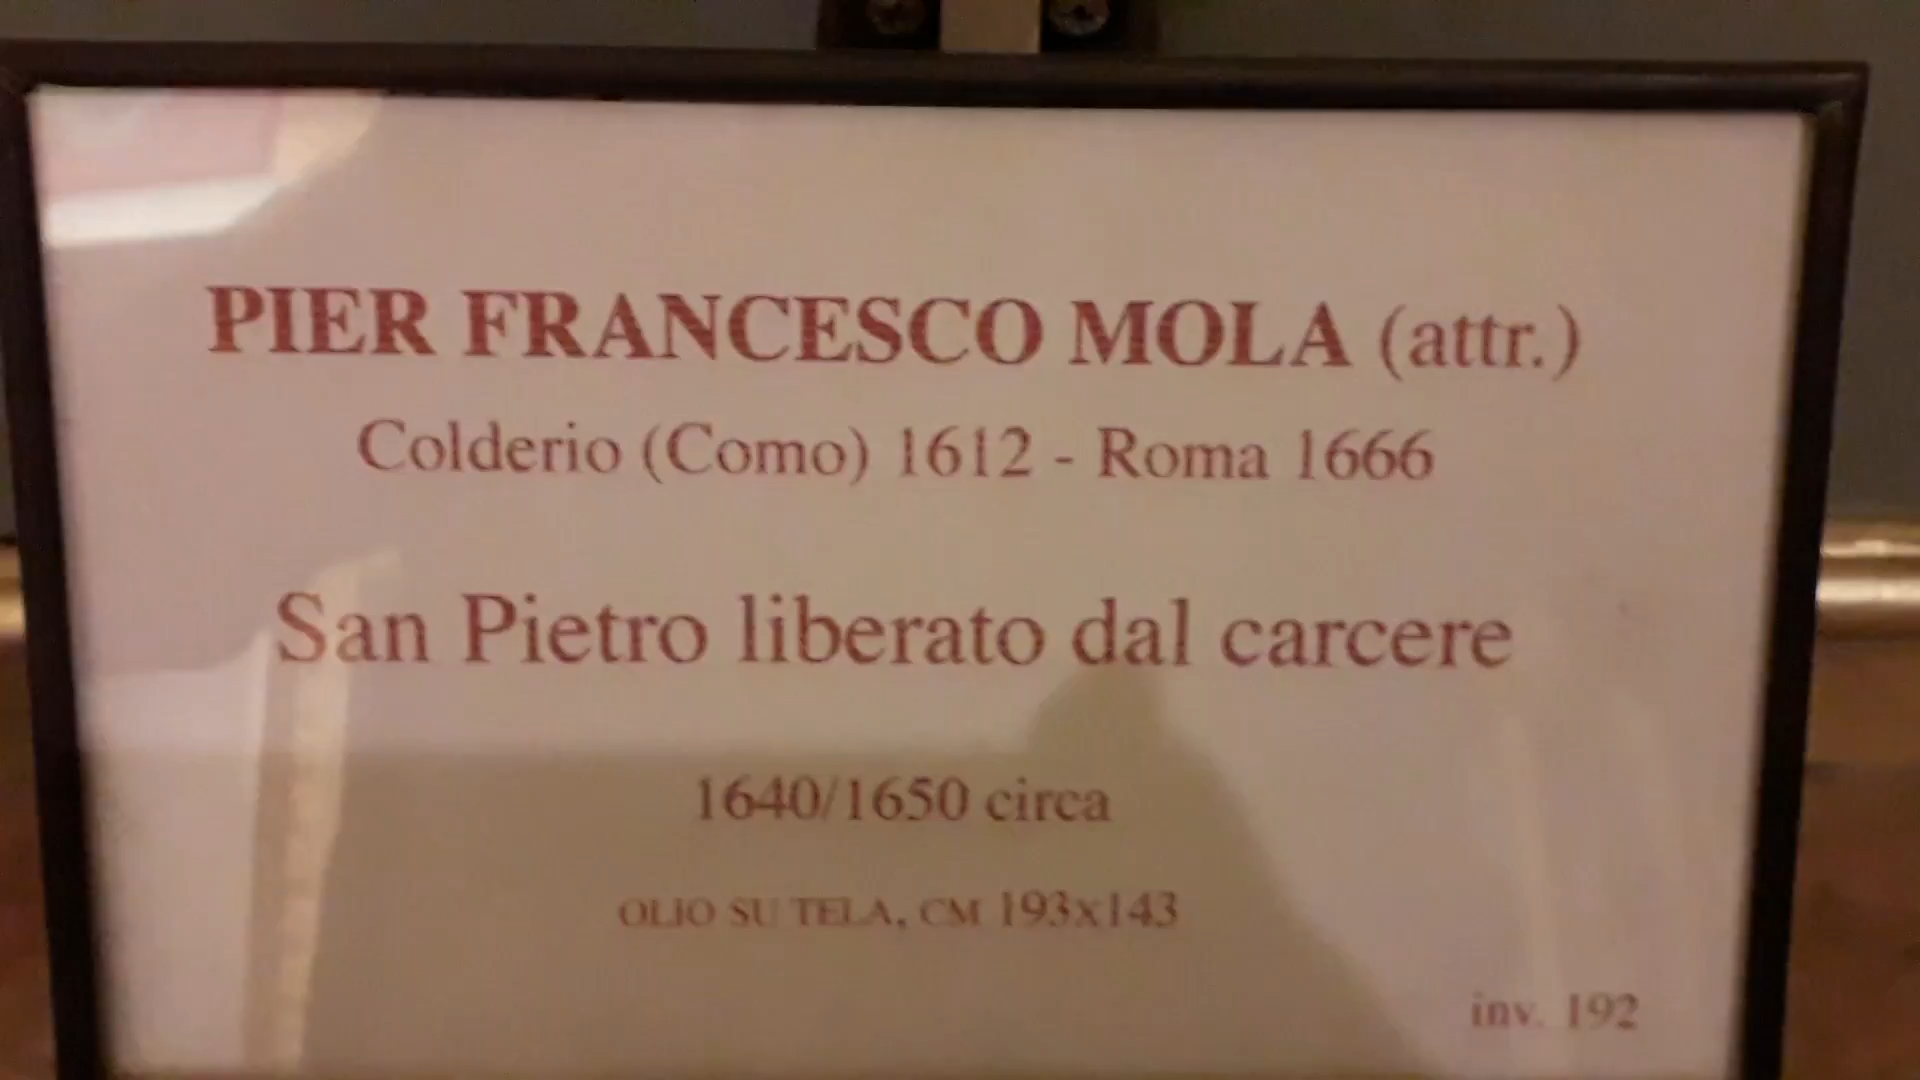 PIER FRANCESCO MOLA (attr.)
Colderio (Como) 1612 - Roma 1666
San Pietro liberato dal carcere
1640/1650 circa
OLIO SU TELA, CM 193x143
inv. 192